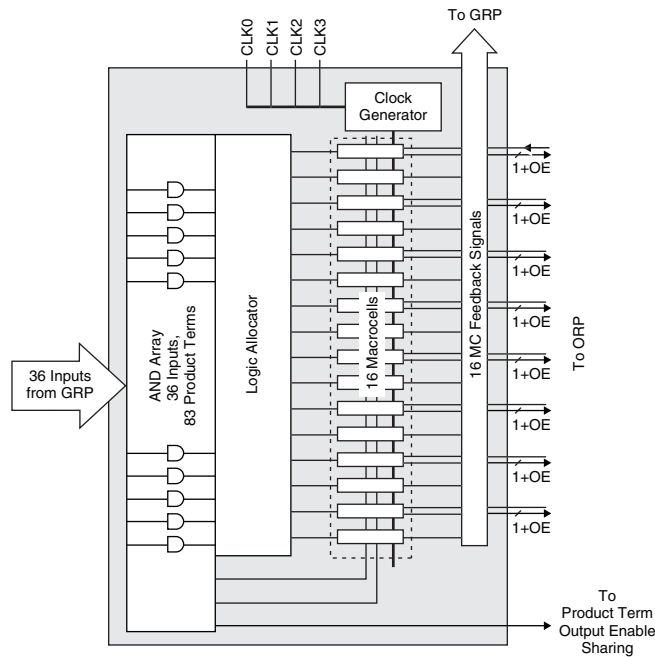 To GRP
CLK0
CLK1
CLK2
CLK3
Clock
Generator
1+OE
1+OE
1+OE
1+OE
1+OE
1+OE
1+OE
1+OE
To ORP
16 MC Feedback Signals
16 Macrocells
Logic Allocator
AND Array
36 Inputs,
83 Product Terms
36 Inputs
from GRP
To
Product Term
Output Enable
Sharing